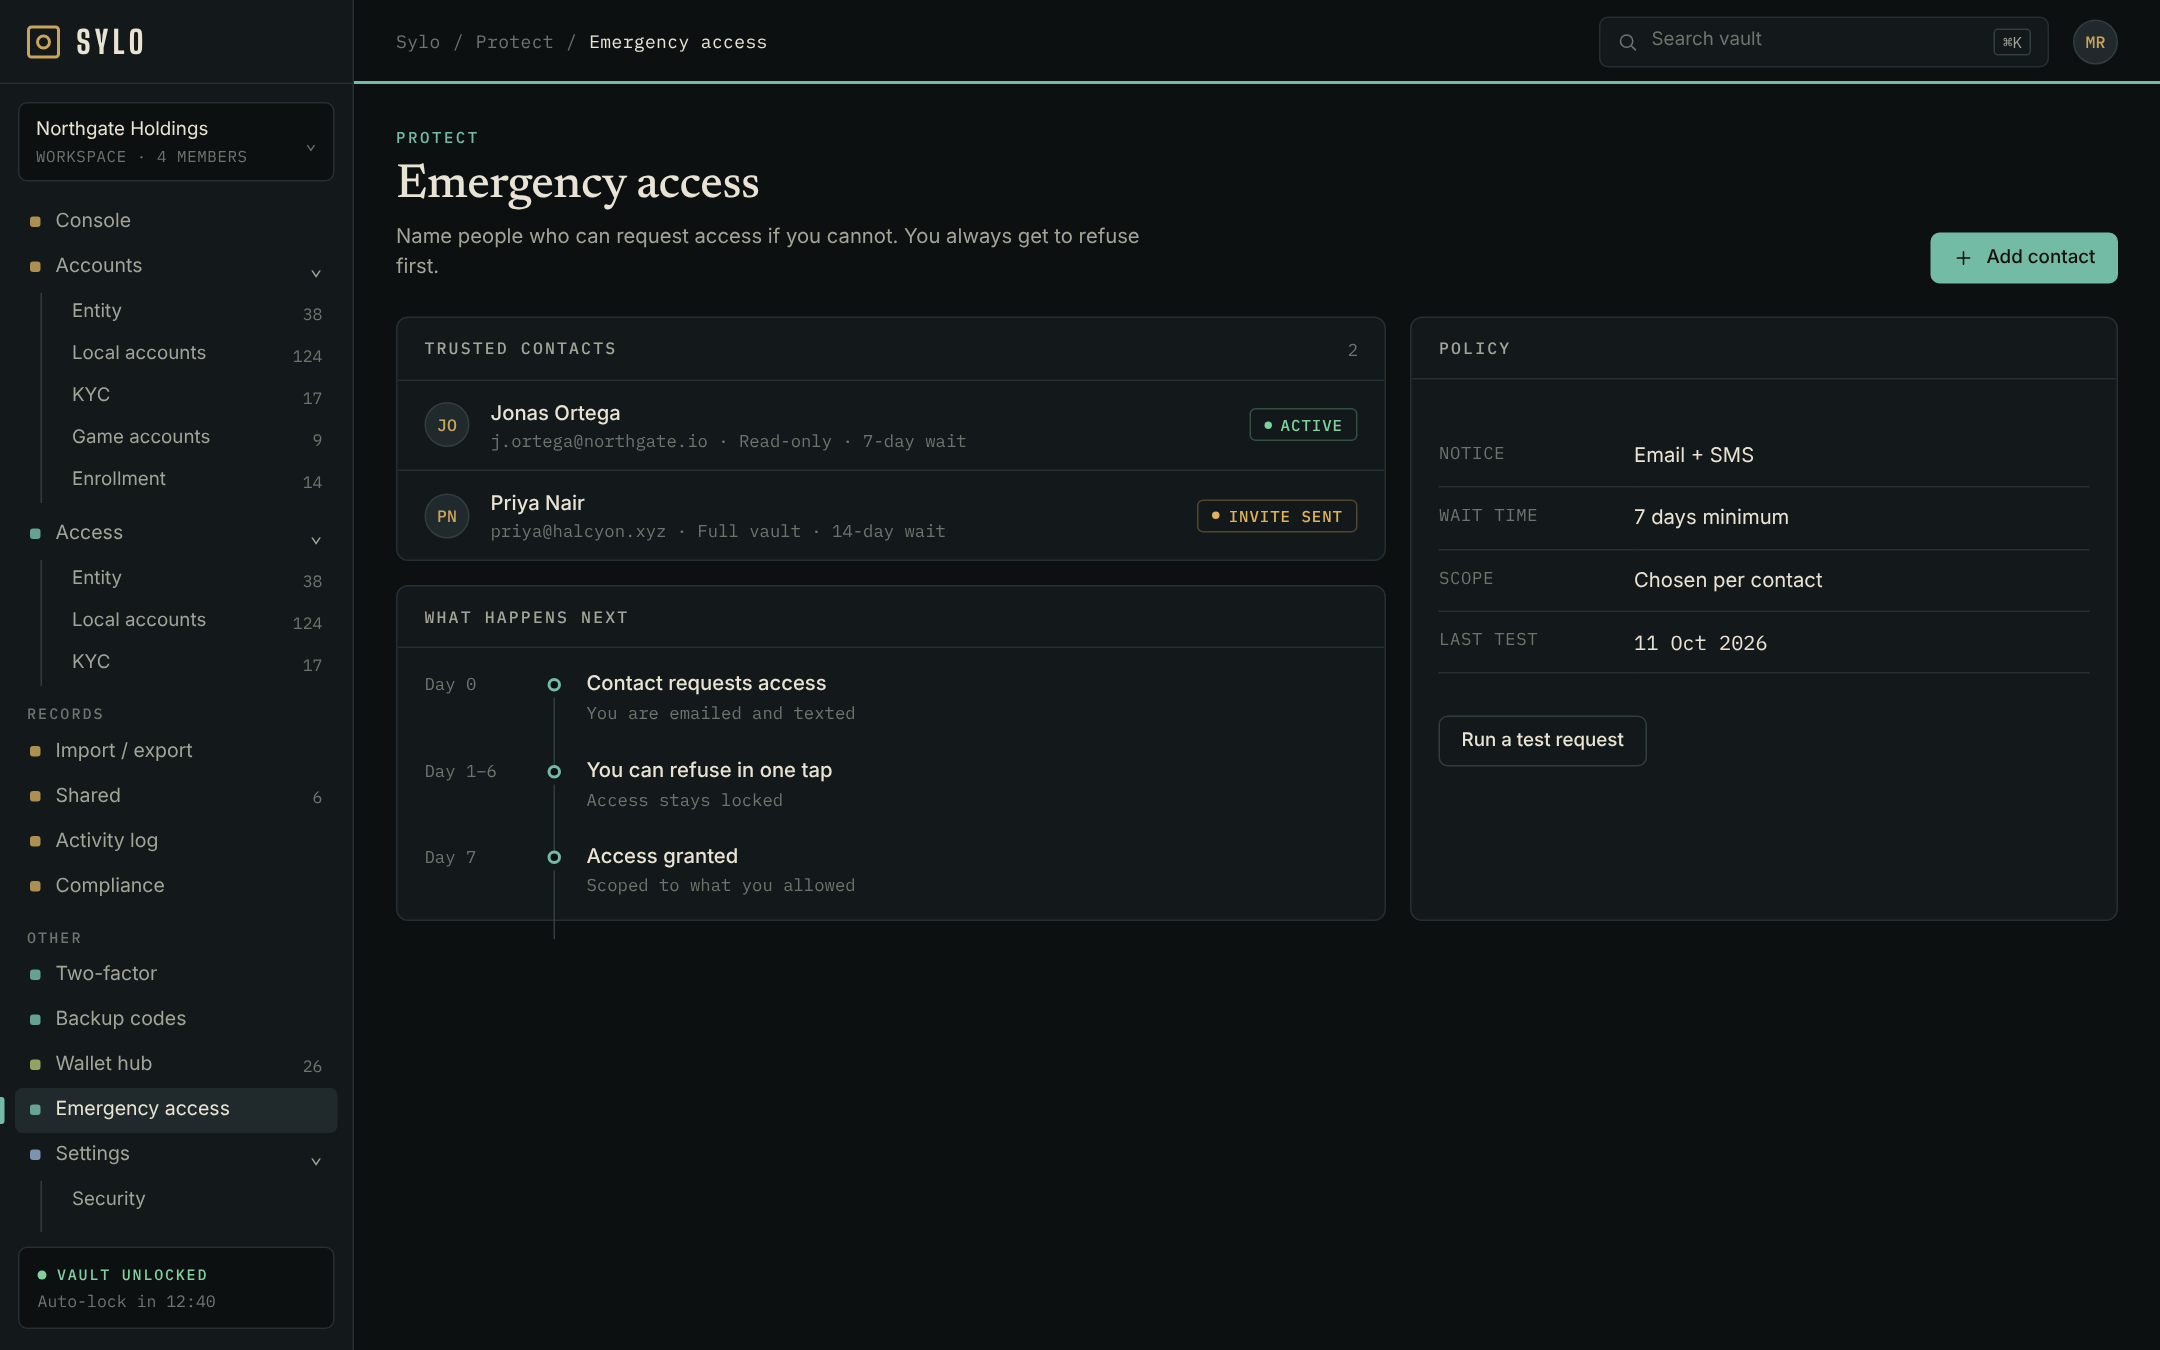 SYLO
Northgate Holdings
WORKSPACE · 4 MEMBERS
Console
Accounts
Entity 38
Local accounts 124
KYC 17
Game accounts 9
Enrollment 14
Access
Entity 38
Local accounts 124
KYC 17
RECORDS
Import / export
Shared 6
Activity log
Compliance
OTHER
Two-factor
Backup codes
Wallet hub 26
Emergency access
Settings
Security
VAULT UNLOCKED
Auto-lock in 12:40
Sylo / Protect / Emergency access
Search vault ⌘K
MR
PROTECT
Emergency access
Name people who can request access if you cannot. You always get to refuse
first.
+ Add contact
TRUSTED CONTACTS 2
JO
Jonas Ortega
j.ortega@northgate.io · Read-only · 7-day wait
ACTIVE
PN
Priya Nair
priya@halcyon.xyz · Full vault · 14-day wait
INVITE SENT
WHAT HAPPENS NEXT
Day 0
Contact requests access
You are emailed and texted
Day 1–6
You can refuse in one tap
Access stays locked
Day 7
Access granted
Scoped to what you allowed
POLICY
NOTICE Email + SMS
WAIT TIME 7 days minimum
SCOPE Chosen per contact
LAST TEST 11 Oct 2026
Run a test request